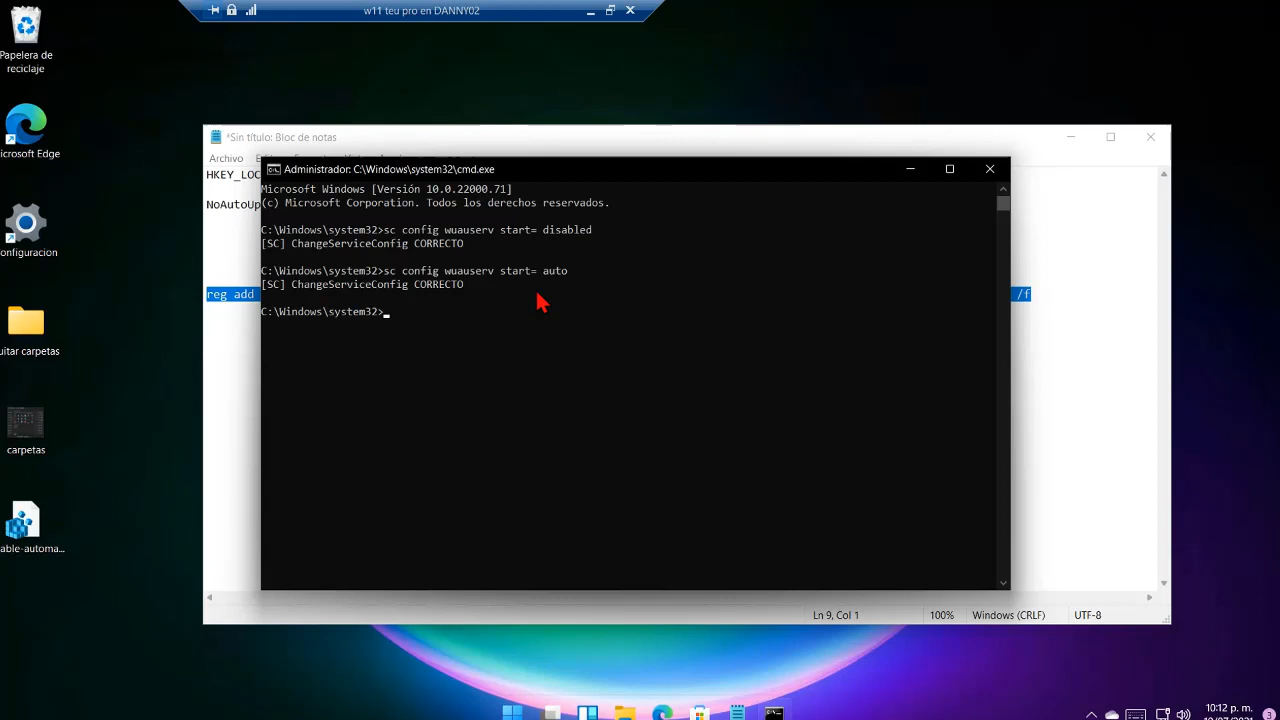 w11 teu pro en DANNY02
Papelera de
reciclaje
icrosoft Edge
onfiguracion
uitar carpetas
carpetas
able-automa...
*Sin título: Bloc de notas
Archivo
HKEY_LOC
NoAutoUp
reg add
/f
Administrador: C:\Windows\system32\cmd.exe
Microsoft Windows [Versión 10.0.22000.71]
(c) Microsoft Corporation. Todos los derechos reservados.
C:\Windows\system32>sc config wuauserv start= disabled
[SC] ChangeServiceConfig CORRECTO
C:\Windows\system32>sc config wuauserv start= auto
[SC] ChangeServiceConfig CORRECTO
C:\Windows\system32>
Ln 9, Col 1
100%
Windows (CRLF)
UTF-8
10:12 p. m.